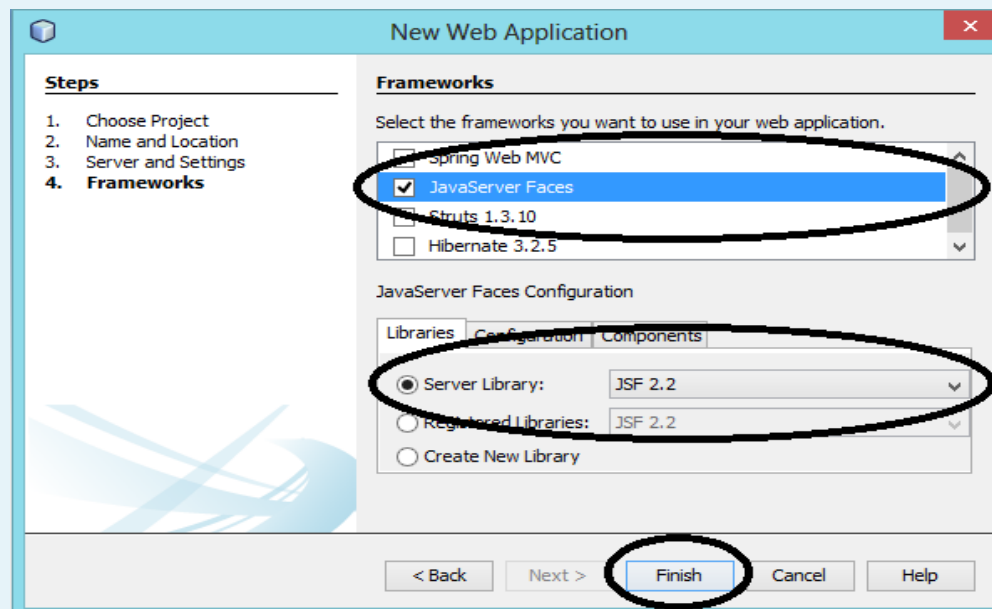 New Web Application
Steps
1. Choose Project
2. Name and Location
3. Server and Settings
4. Frameworks
Frameworks
Select the frameworks you want to use in your web application.
Spring Web MVC
JavaServer Faces
Struts 1.3.10
Hibernate 3.2.5
JavaServer Faces Configuration
Libraries Configuration Components
Server Library: JSF 2.2
Registered Libraries: JSF 2.2
Create New Library
< Back Next > Finish Cancel Help